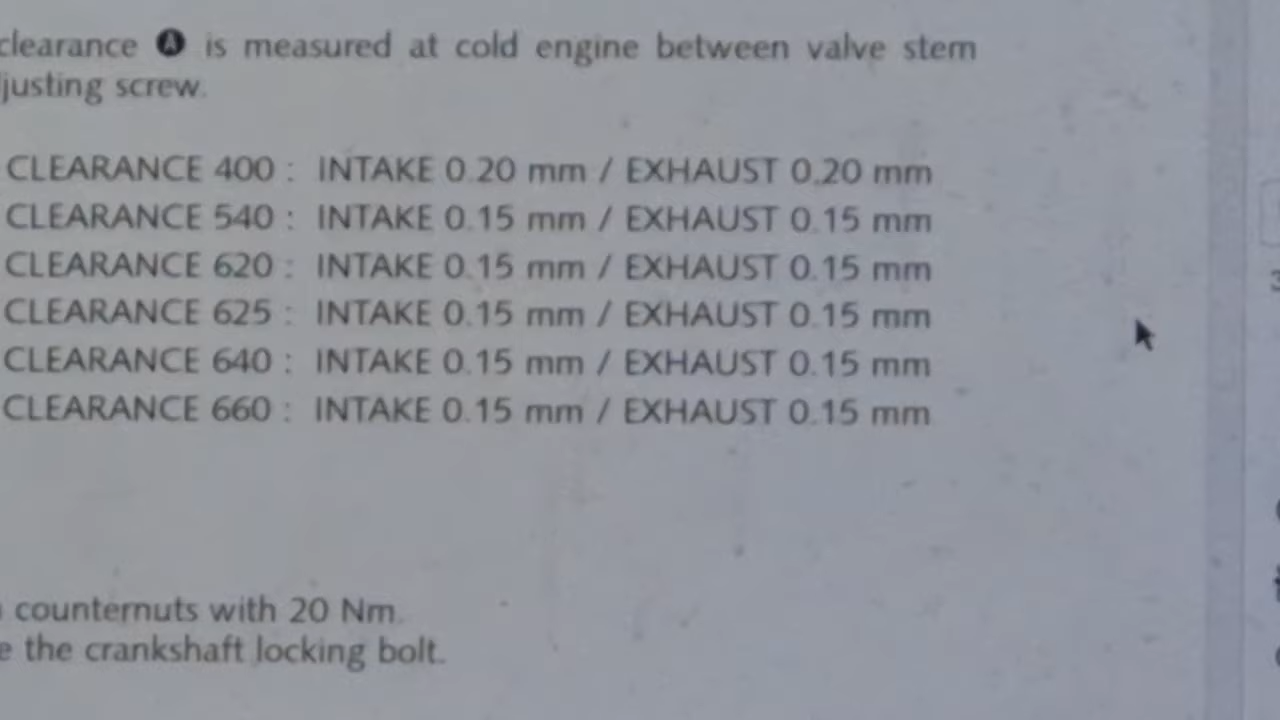 clearance A is measured at cold engine between valve stem
justing screw.
CLEARANCE 400 : INTAKE 0.20 mm / EXHAUST 0.20 mm
CLEARANCE 540 : INTAKE 0.15 mm / EXHAUST 0.15 mm
CLEARANCE 620 : INTAKE 0.15 mm / EXHAUST 0.15 mm
CLEARANCE 625 : INTAKE 0.15 mm / EXHAUST 0.15 mm
CLEARANCE 640 : INTAKE 0.15 mm / EXHAUST 0.15 mm
CLEARANCE 660 : INTAKE 0.15 mm / EXHAUST 0.15 mm
counternuts with 20 Nm.
e the crankshaft locking bolt.